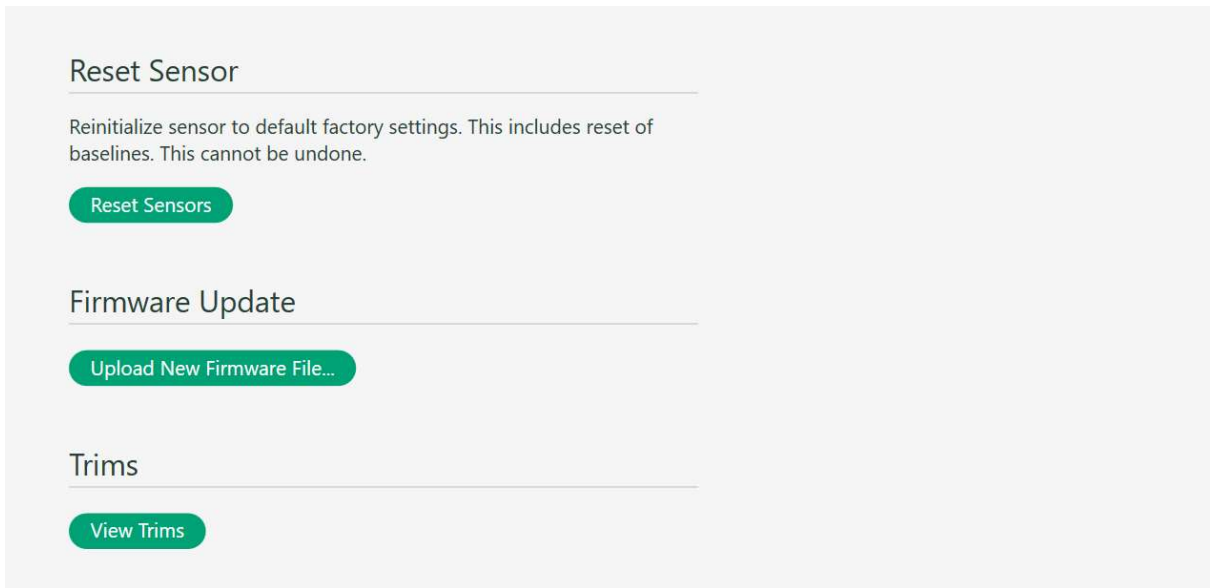 Reset Sensor
Reinitialize sensor to default factory settings. This includes reset of
baselines. This cannot be undone.
Reset Sensors
Firmware Update
Upload New Firmware File...
Trims
View Trims